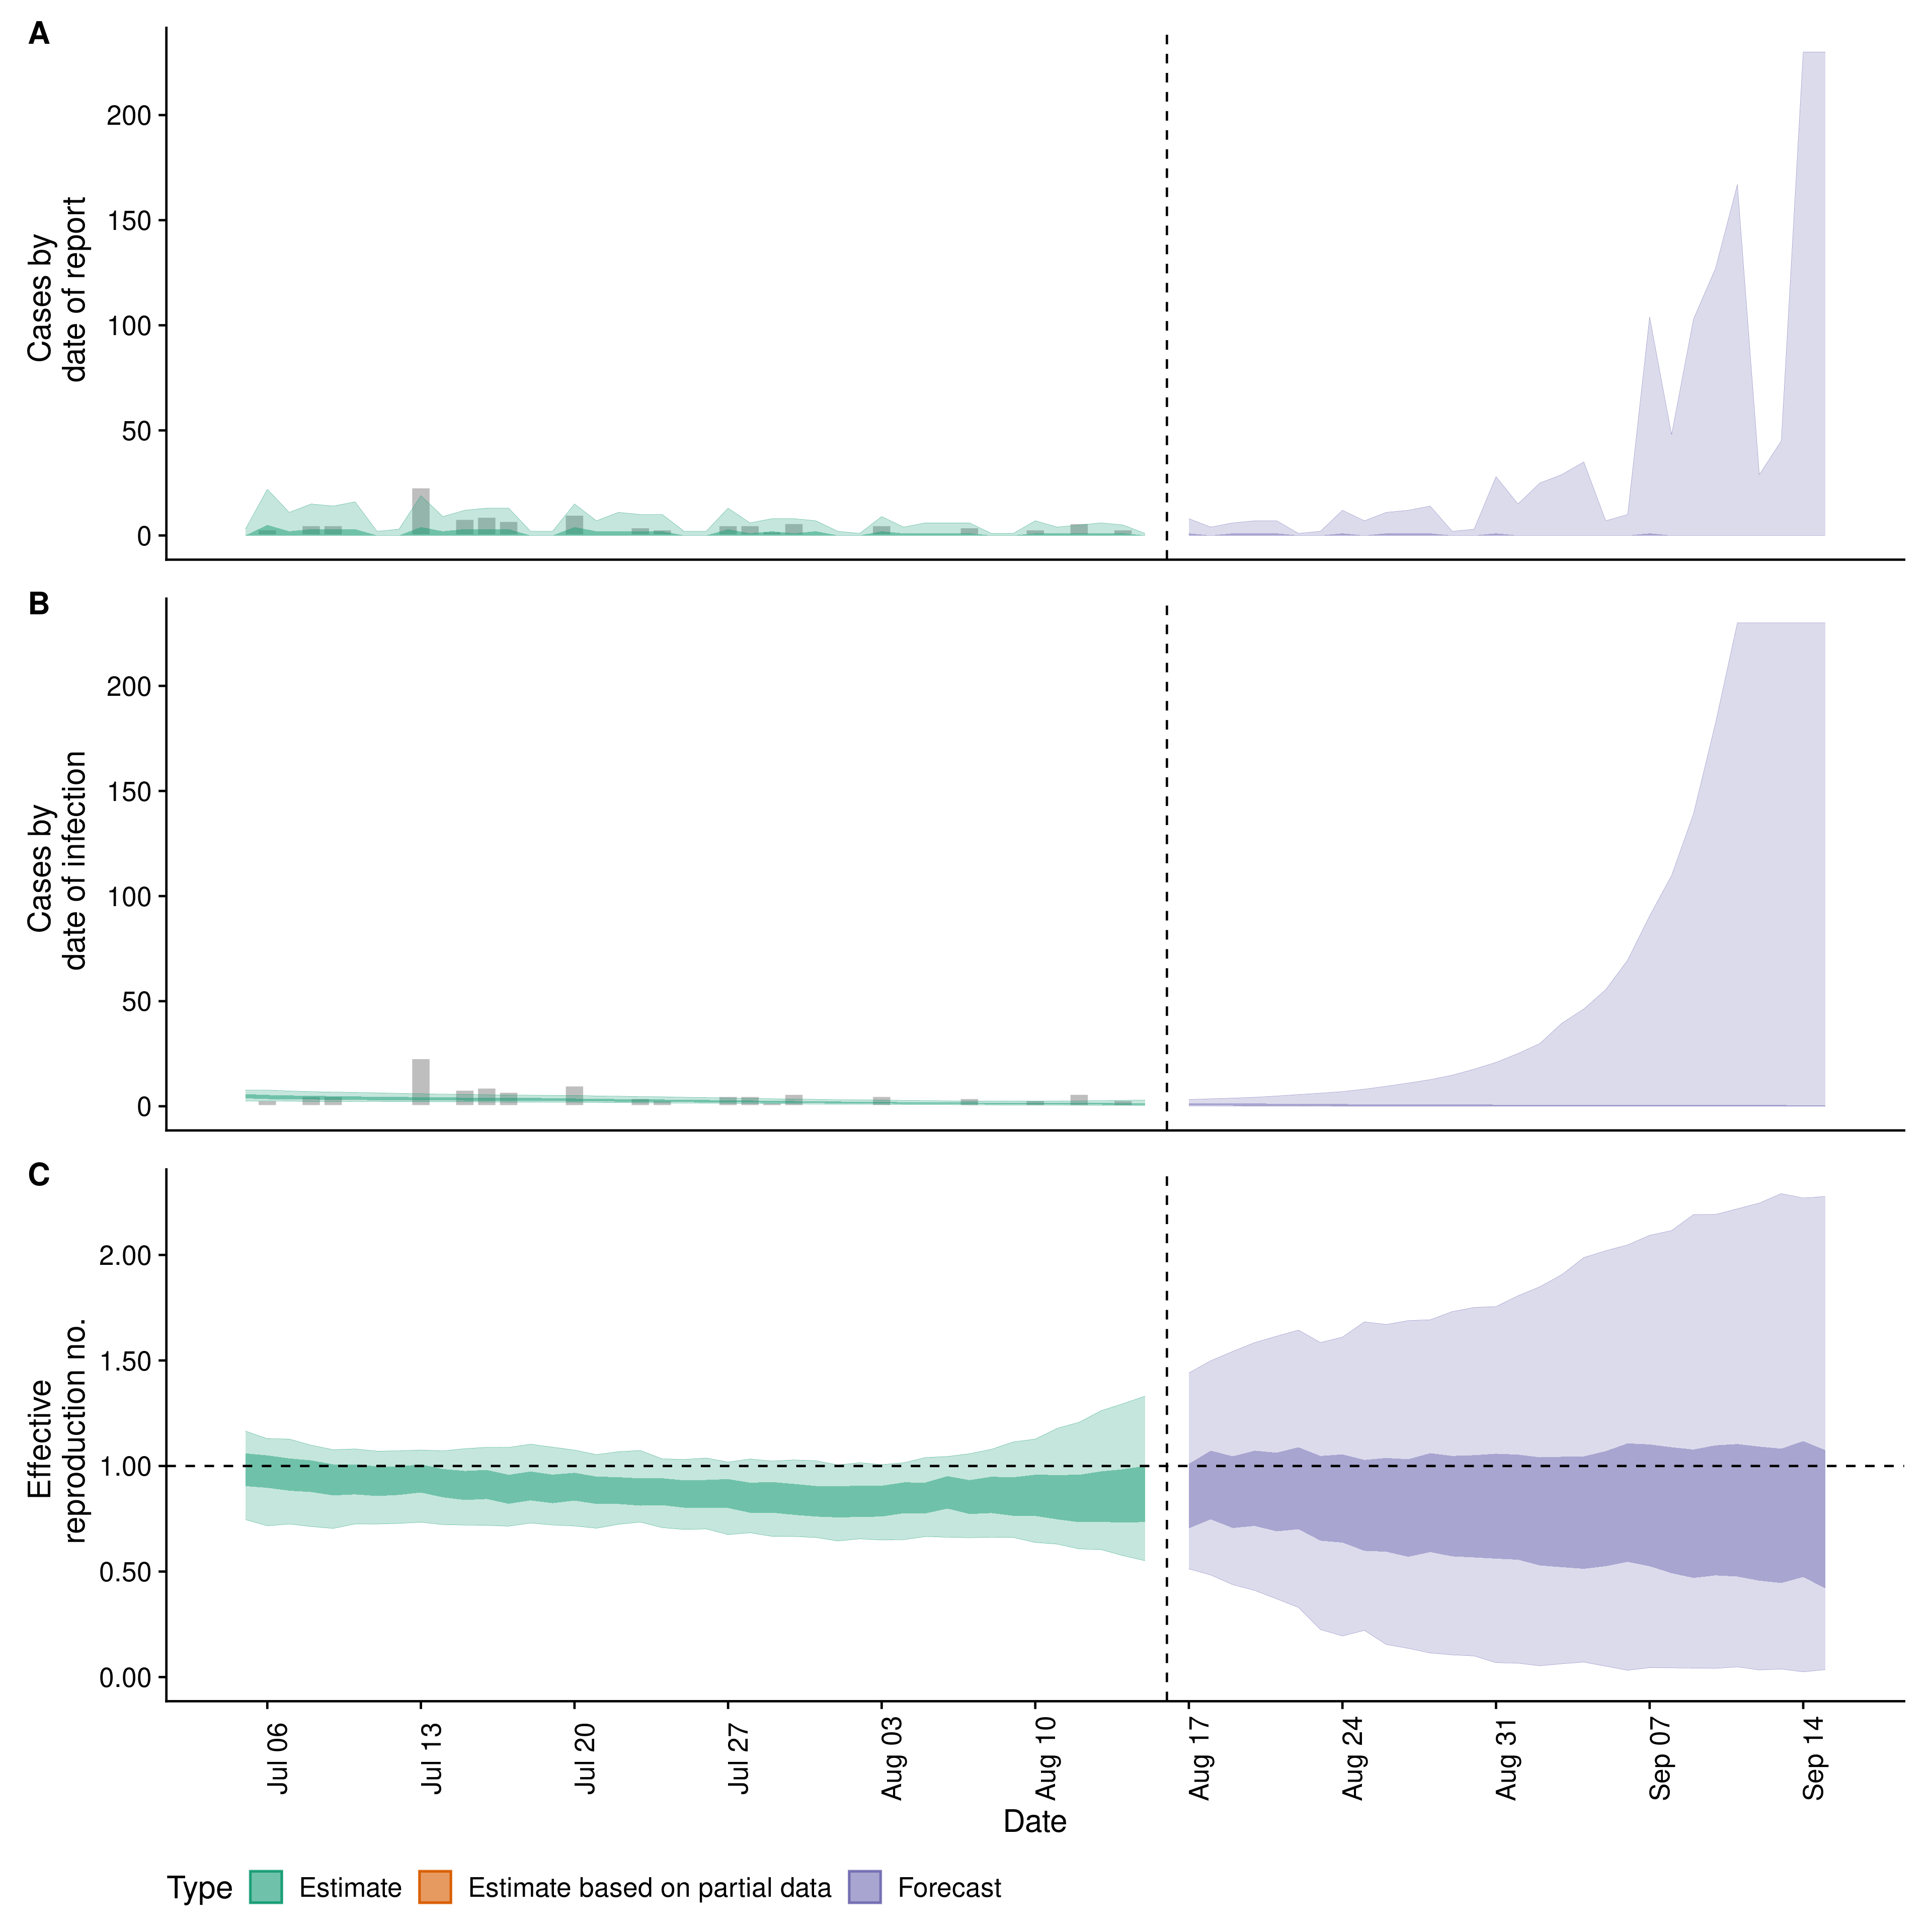 A
Cases by
date of report
200
150
100
50
0
B
Cases by
date of infection
200
150
100
50
0
C
Effective
reproduction no.
2.00
1.50
1.00
0.50
0.00
Jul 06
Jul 13
Jul 20
Jul 27
Aug 03
Aug 10
Aug 17
Aug 24
Aug 31
Sep 07
Sep 14
Date
Type Estimate Estimate based on partial data Forecast